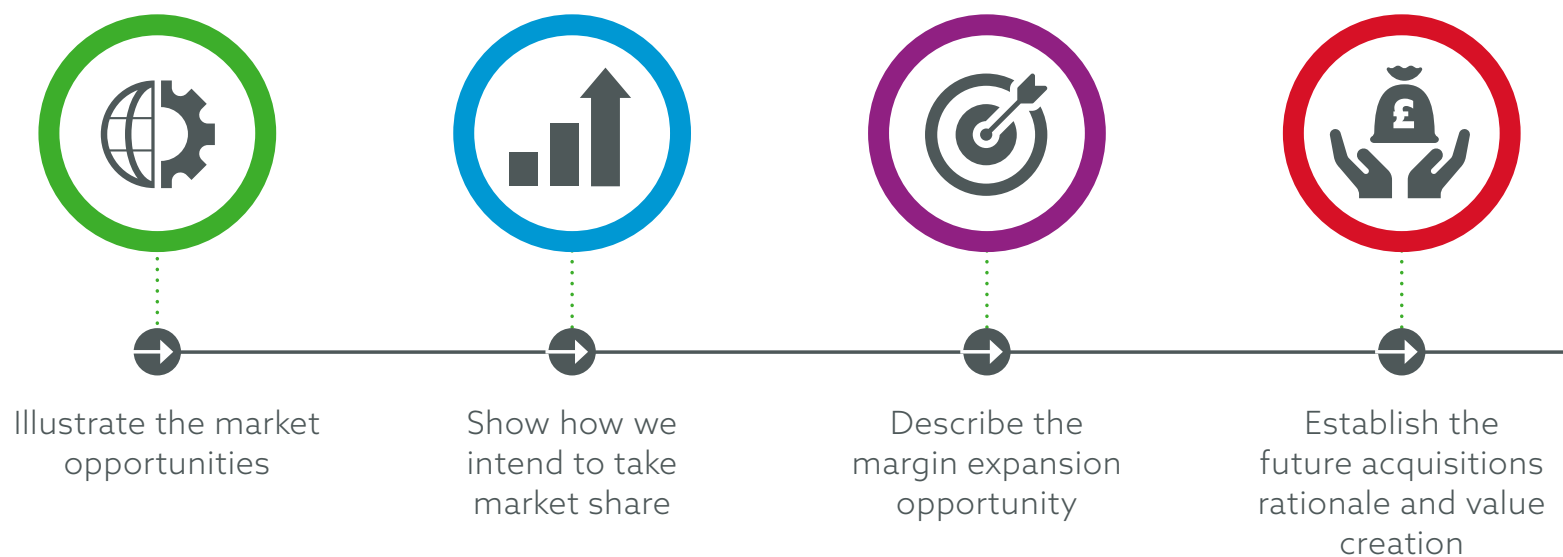 £
Illustrate the market
opportunities
Show how we
intend to take
market share
Describe the
margin expansion
opportunity
Establish the
future acquisitions
rationale and value
creation